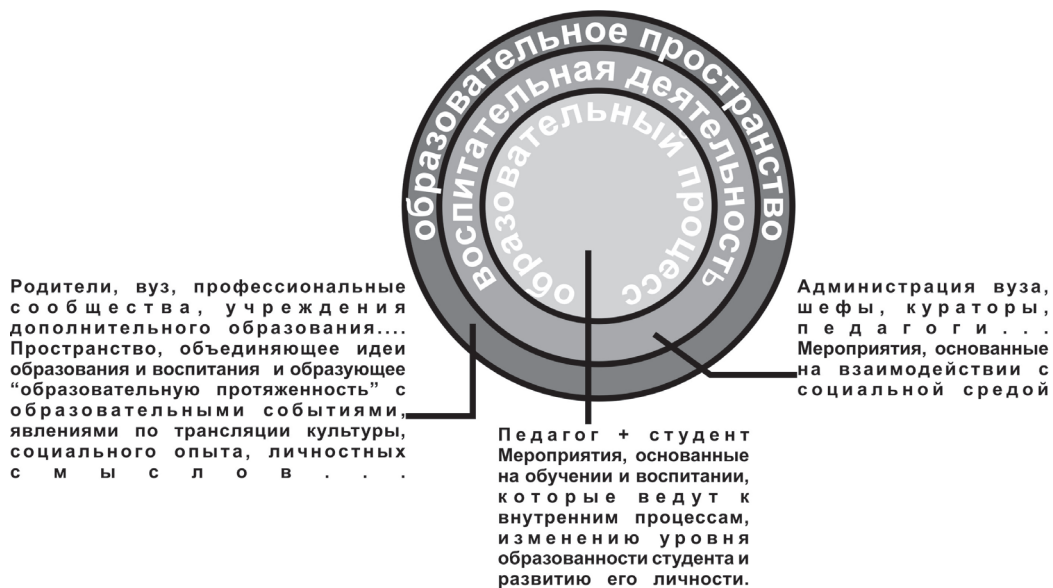 образовательное пространство
воспитательная деятельность
образовательный процесс
Родители, вуз, профессиональные
сообщества, учреждения
дополнительного образования....
Пространство, объединяющее идеи
образования и воспитания и образующее
“образовательную протяженность” с
образовательными событиями,
явлениями по трансляции культуры,
социального опыта, личностных
смыслов...
Администрация вуза,
шефы, кураторы,
педагоги...
Мероприятия, основанные
на взаимодействии с
социальной средой
Педагог + студент
Мероприятия, основанные
на обучении и воспитании,
которые ведут к
внутренним процессам,
изменению уровня
образованности студента и
развитию его личности.